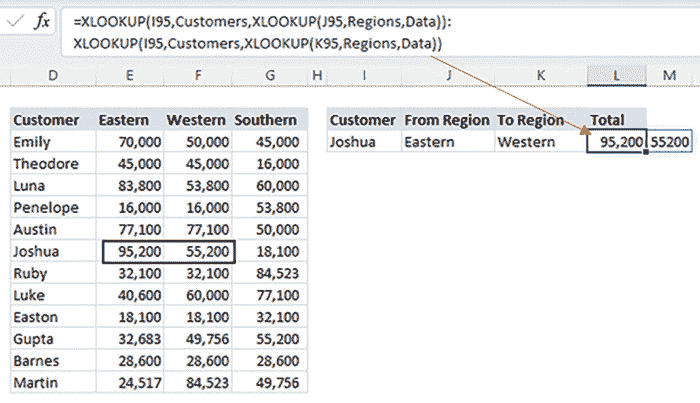 fx =XLOOKUP(I95,Customers,XLOOKUP(J95,Regions,Data)):
XLOOKUP(I95,Customers,XLOOKUP(K95,Regions,Data))
D E F G H I J K L M
Customer Eastern Western Southern Customer From Region To Region Total
Emily 70,000 50,000 45,000 Joshua Eastern Western 95,200 55200
Theodore 45,000 45,000 16,000
Luna 83,800 53,800 60,000
Penelope 16,000 16,000 53,800
Austin 77,100 77,100 50,000
Joshua 95,200 55,200 18,100
Ruby 32,100 32,100 84,523
Luke 40,600 60,000 77,100
Easton 18,100 18,100 32,100
Gupta 32,683 49,756 55,200
Barnes 28,600 28,600 28,600
Martin 24,517 84,523 49,756